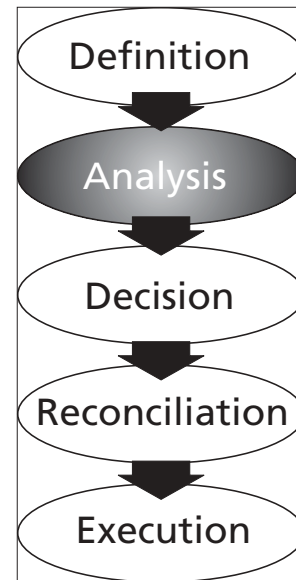 Definition
Analysis
Decision
Reconciliation
Execution